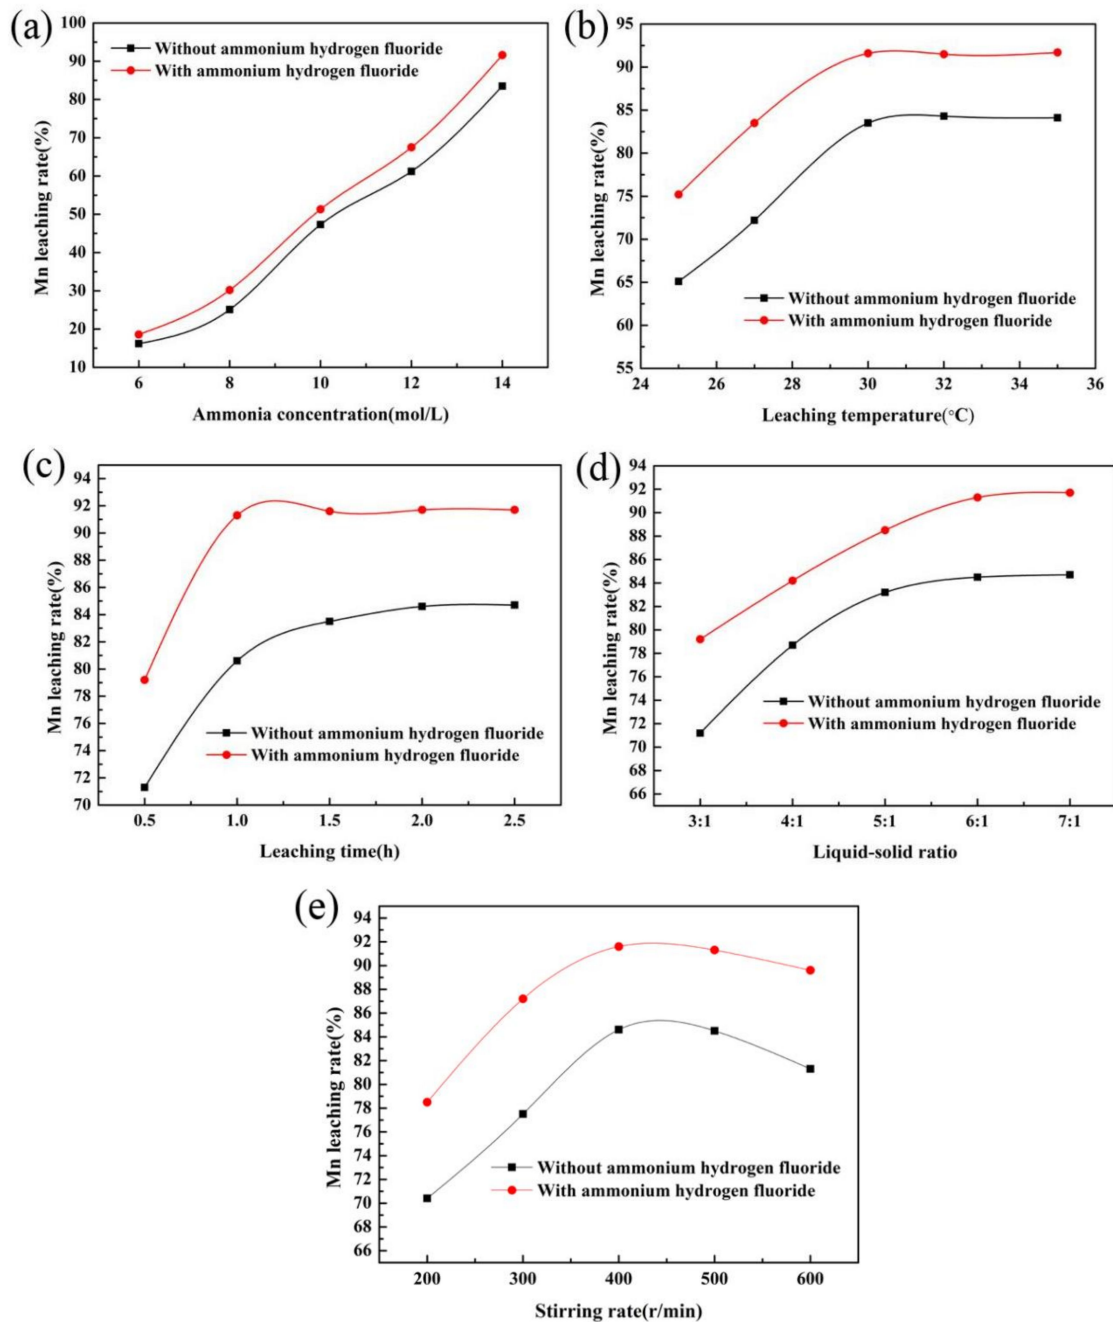 (a)
100
90
80
70
60
50
40
30
20
10
Mn leaching rate(%)
Without ammonium hydrogen fluoride
With ammonium hydrogen fluoride
6 8 10 12 14
Ammonia concentration(mol/L)
(b)
95
90
85
80
75
70
65
60
55
Mn leaching rate(%)
Without ammonium hydrogen fluoride
With ammonium hydrogen fluoride
24 26 28 30 32 34 36
Leaching temperature(°C)
(c)
94
92
90
88
86
84
82
80
78
76
74
72
70
Mn leaching rate(%)
Without ammonium hydrogen fluoride
With ammonium hydrogen fluoride
0.5 1.0 1.5 2.0 2.5
Leaching time(h)
(d)
94
92
90
88
86
84
82
80
78
76
74
72
70
68
66
Mn leaching rate(%)
Without ammonium hydrogen fluoride
With ammonium hydrogen fluoride
3:1 4:1 5:1 6:1 7:1
Liquid-solid ratio
(e)
94
92
90
88
86
84
82
80
78
76
74
72
70
68
66
Mn leaching rate(%)
Without ammonium hydrogen fluoride
With ammonium hydrogen fluoride
200 300 400 500 600
Stirring rate(r/min)